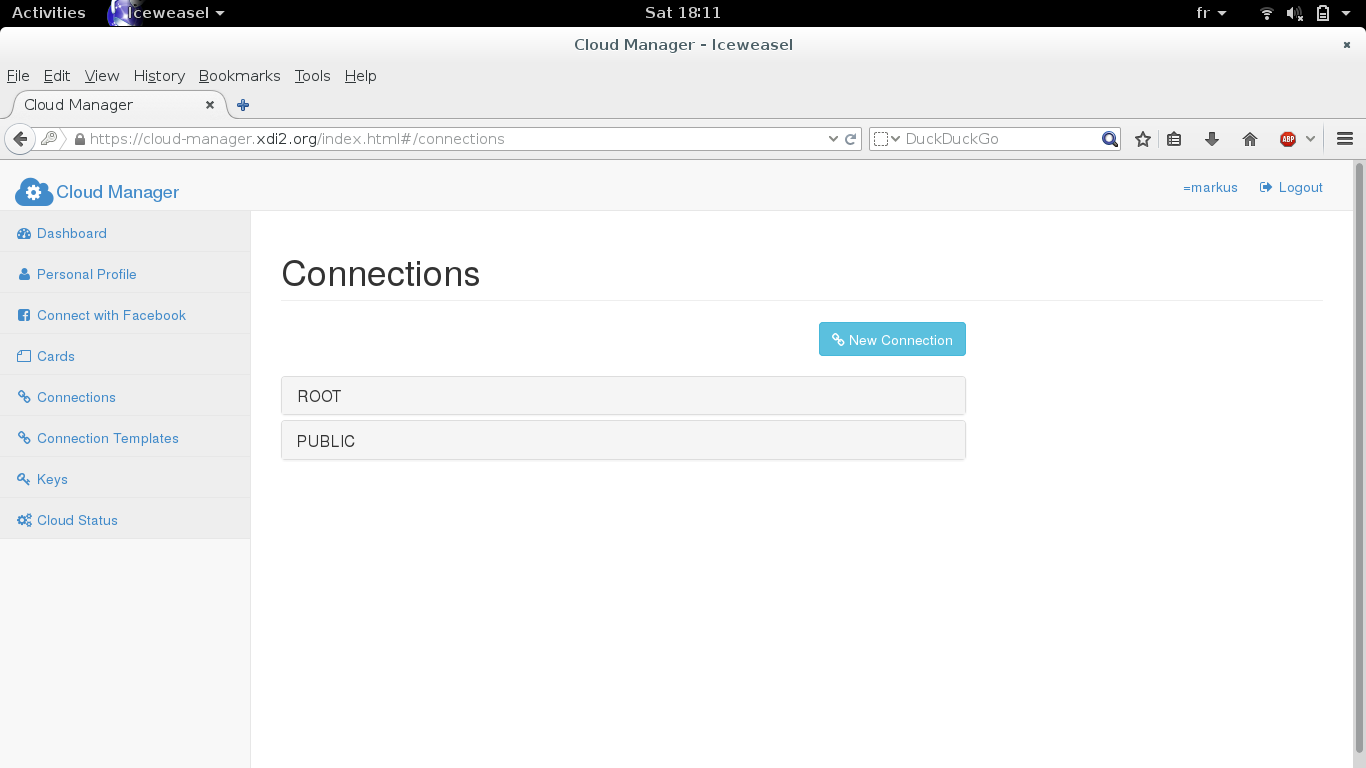 Activities Iceweasel Sat 18:11 fr
Cloud Manager - Iceweasel
File Edit View History Bookmarks Tools Help
Cloud Manager
https://cloud-manager.xdi2.org/index.html#/connections DuckDuckGo ABP
Cloud Manager =markus Logout
Dashboard
Personal Profile
Connect with Facebook
Cards
Connections
Connection Templates
Keys
Cloud Status
Connections
New Connection
ROOT
PUBLIC